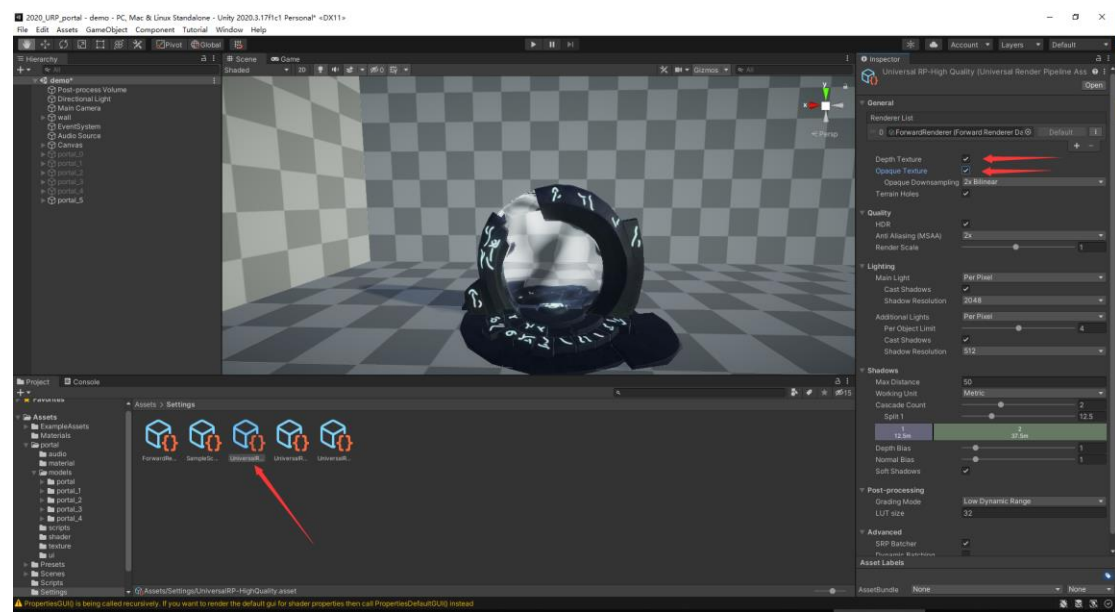 2020_URP_portal - demo - PC, Mac & Linux Standalone - Unity 2020.3.17f1c1 Personal* <DX11>
File Edit Assets GameObject Component Tutorial Window Help
Pivot Global Account Layers Default
Hierarchy
All
demo*
Post-process Volume
Directional Light
Main Camera
wall
EventSystem
Audio Source
Canvas
portal_0
portal_1
portal_2
portal_3
portal_4
portal_5
Scene Game
Shaded 2D 0 Gizmos All
y
x
Persp
Inspector
Universal RP-High Quality (Universal Render Pipeline Ass
Open
General
Renderer List
0 ForwardRenderer (Forward Renderer Da Default
Depth Texture
Opaque Texture
Opaque Downsampling 2x Bilinear
Terrain Holes
Quality
HDR
Anti Aliasing (MSAA) 2x
Render Scale 1
Lighting
Main Light Per Pixel
Cast Shadows
Shadow Resolution 2048
Additional Lights Per Pixel
Per Object Limit 4
Cast Shadows
Shadow Resolution 512
Shadows
Max Distance 50
Working Unit Metric
Cascade Count 2
Split 1 12.5
1 2
12.5m 37.5m
Depth Bias 1
Normal Bias 1
Soft Shadows
Post-processing
Grading Mode Low Dynamic Range
LUT size 32
Advanced
SRP Batcher
Dynamic Batching
Asset Labels
AssetBundle None None
Project Console
15
Favorites
Assets
ExampleAssets
Materials
portal
audio
material
models
portal
portal_1
portal_2
portal_3
portal_4
scripts
shader
texture
ui
Presets
Scenes
Scripts
Settings
Assets > Settings
ForwardRe... SampleSc... UniversalR... UniversalR... UniversalR...
Assets/Settings/UniversalRP-HighQuality.asset
PropertiesGUI() is being called recursively. If you want to render the default gui for shader properties then call PropertiesDefaultGUI() instead